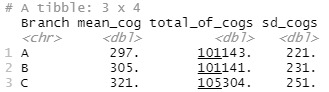 # A tibble: 3 x 4
Branch mean_cog total_of_cogs sd_cogs
<chr> <dbl> <dbl> <dbl>
1 A 297. 101143. 221.
2 B 305. 101141. 231.
3 C 321. 105304. 251.